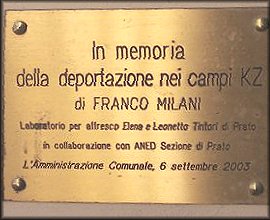 In memoria
della deportazione nei campi KZ
di FRANCO MILANI
Laboratorio per affresco Elena e Leonetto Tintori di Prato
in collaborazione con ANED Sezione di Prato
L'Amministrazione Comunale, 6 settembre 2003